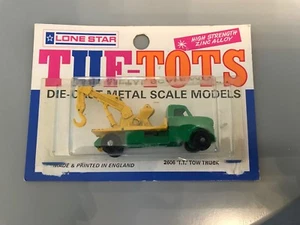 LONE STAR
HIGH STRENGTH
ZINC ALLOY
TUF-TOTS
DIE-CAST METAL SCALE MODELS
MADE & PRINTED IN ENGLAND
TOW TRUCK